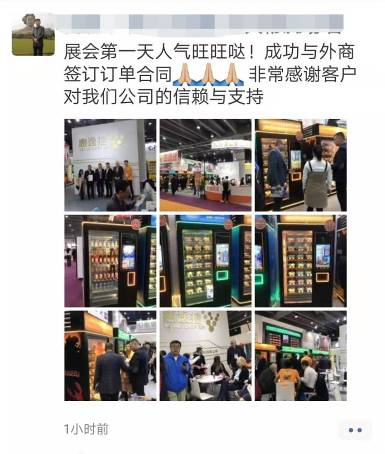 展会第一天人气旺旺哒！成功与外商
签订订单合同🙏🏻🙏🏻🙏🏻 非常感谢客户
对我们公司的信赖与支持
1小时前